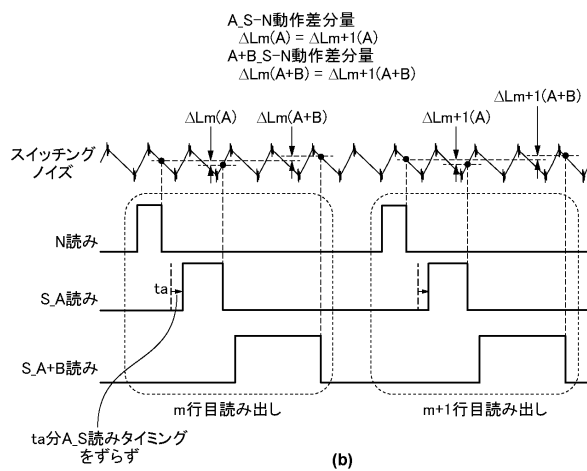 A_S-N動作差分量
ΔLm(A) = ΔLm+1(A)
A+B_S-N動作差分量
ΔLm(A+B) = ΔLm+1(A+B)
ΔLm(A)
ΔLm(A+B)
ΔLm+1(A)
ΔLm+1(A+B)
スイッチング
ノイズ
N読み
ta
S_A読み
S_A+B読み
m行目読み出し
m+1行目読み出し
ta分A_S読みタイミング
をずらず
(b)